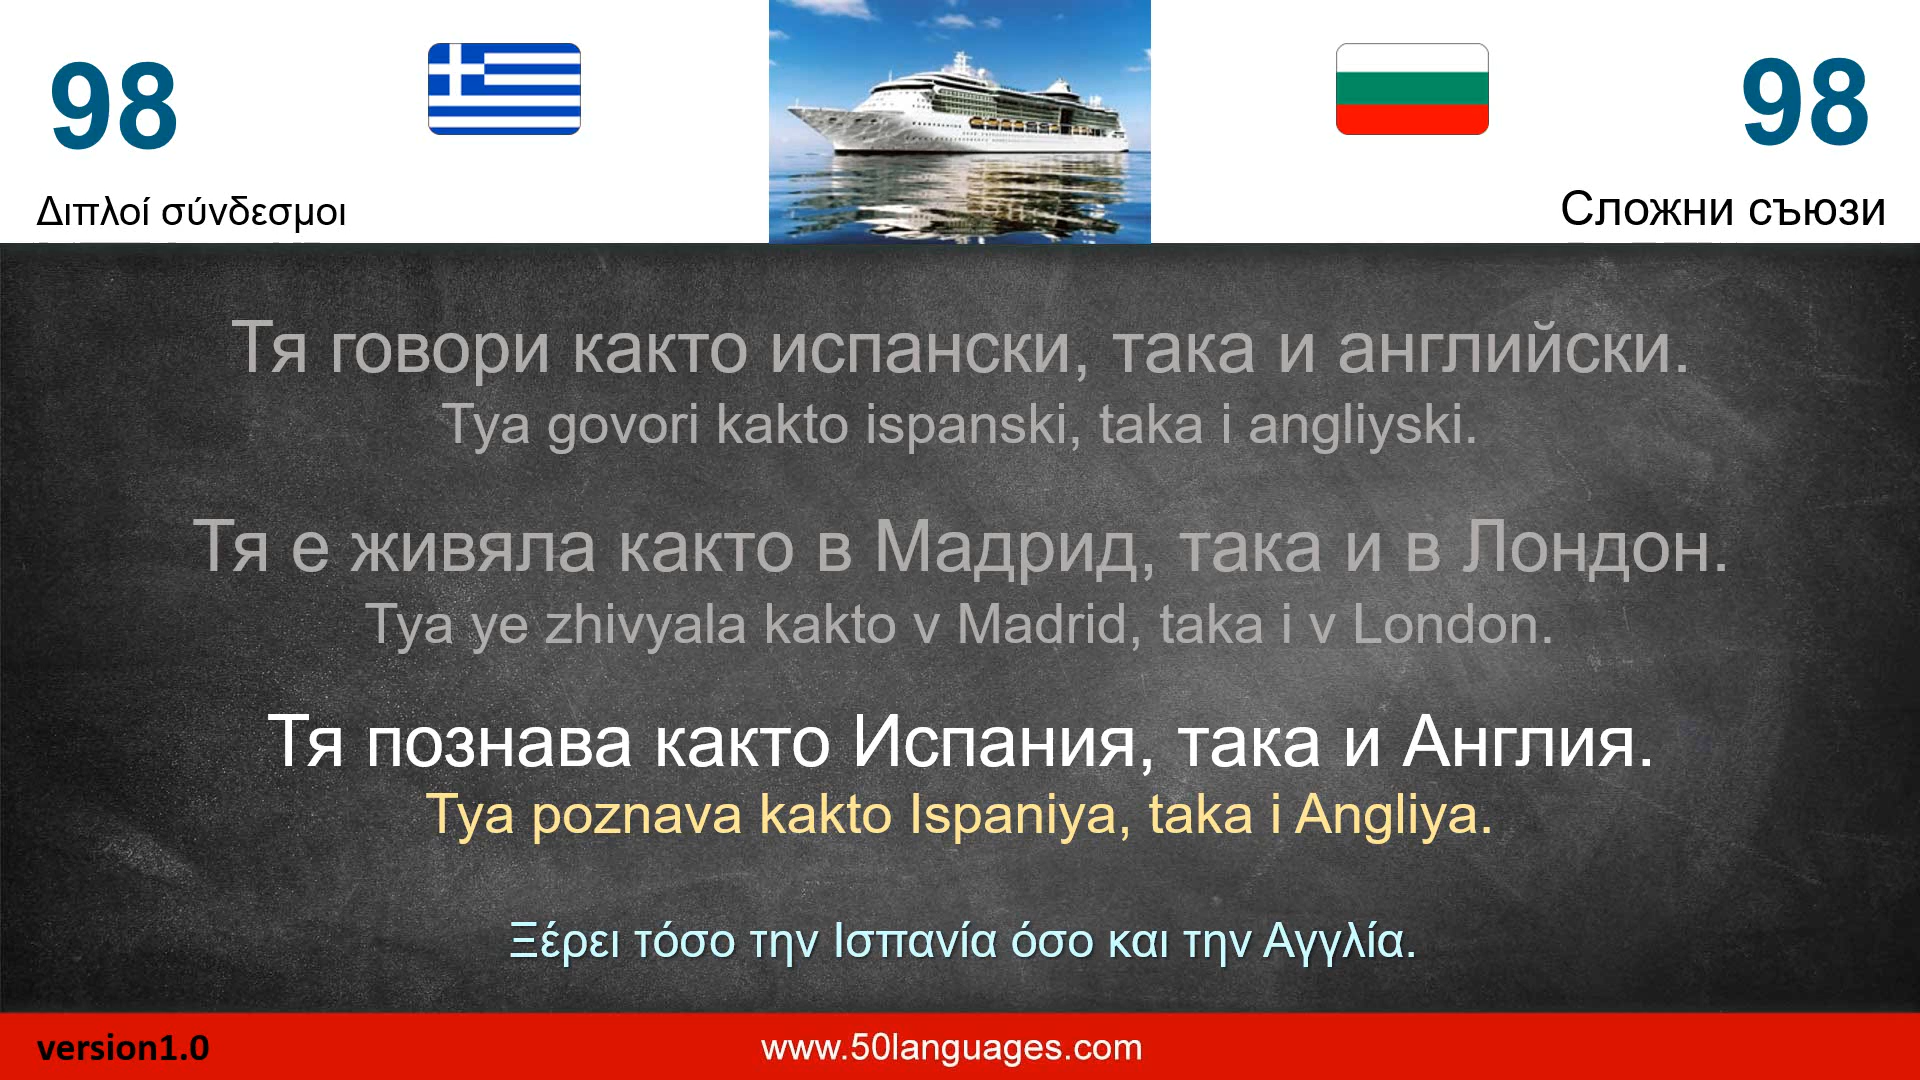 98
98
Διπλοί σύνδεσμοι
Сложни съюзи
Тя говори както испански, така и английски.
Tya govori kakto ispanski, taka i angliyski.
Тя е живяла както в Мадрид, така и в Лондон.
Tya ye zhivyala kakto v Madrid, taka i v London.
Тя познава както Испания, така и Англия.
Tya poznava kakto Ispaniya, taka i Angliya.
Ξέρει τόσο την Ισπανία όσο και την Αγγλία.
version1.0
www.50languages.com